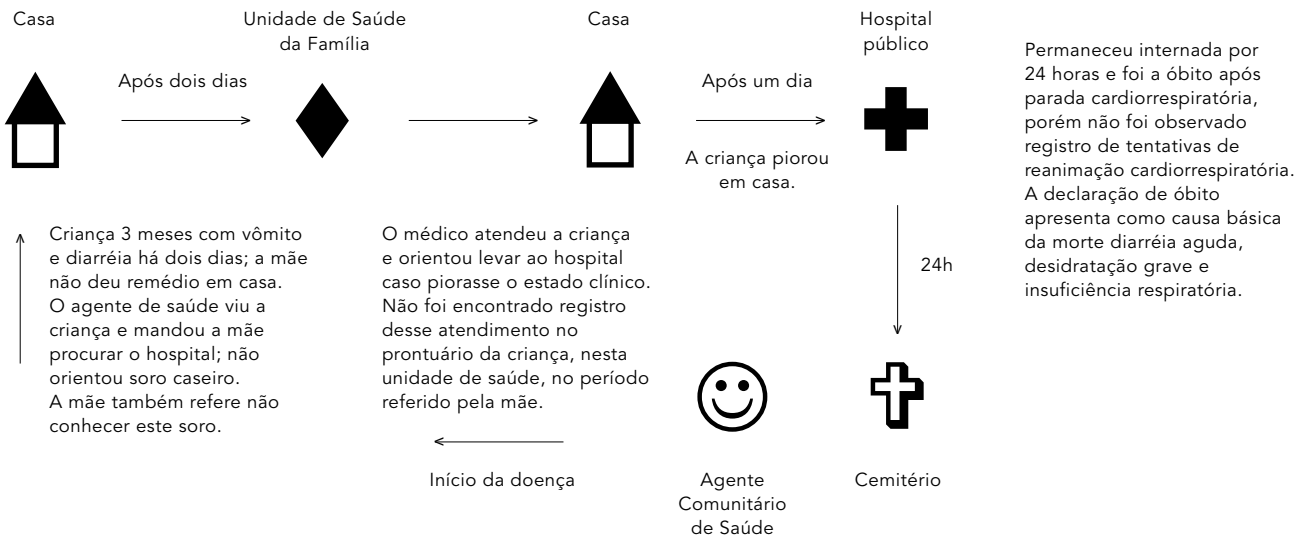 Casa
Unidade de Saúde
da Família
Casa
Hospital
público
Após dois dias
Após um dia
A criança piorou
em casa.
Permaneceu internada por
24 horas e foi a óbito após
parada cardiorrespiratória,
porém não foi observado
registro de tentativas de
reanimação cardiorrespiratória.
A declaração de óbito
apresenta como causa básica
da morte diarréia aguda,
desidratação grave e
insuficiência respiratória.
Criança 3 meses com vômito
e diarréia há dois dias; a mãe
não deu remédio em casa.
O agente de saúde viu a
criança e mandou a mãe
procurar o hospital; não
orientou soro caseiro.
A mãe também refere não
conhecer este soro.
O médico atendeu a criança
e orientou levar ao hospital
caso piorasse o estado clínico.
Não foi encontrado registro
desse atendimento no
prontuário da criança, nesta
unidade de saúde, no período
referido pela mãe.
24h
Início da doença
Agente
Comunitário
de Saúde
Cemitério